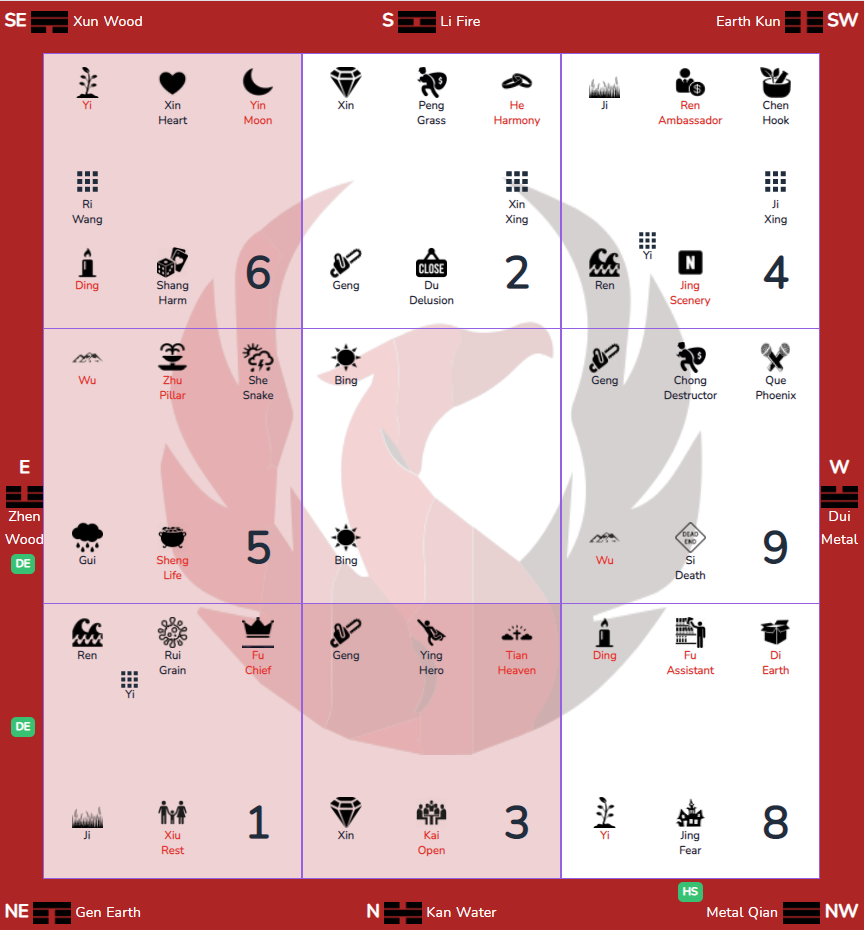 SE Xun Wood S Li Fire Earth Kun SW
Yi Xin Yin Xin Peng He Ji Ren Chen
Heart Moon Grass Harmony Ambassador Hook
Ri Xin Ji
Wang Xing Xing
Yi
Ding Shang 6 Geng CLOSE Du 2 Ren N Jing 4
Harm Delusion Scenery
Wu Zhu She Bing Geng Chong Que
Pillar Snake Destructor Phoenix
E W
Zhen Dui
Wood Metal
DEAD
END
Gui Sheng 5 Bing Wu Si 9
Life Death
DE
Ren Rui Fu Geng Ying Tian Ding Fu Di
Grain Chief Hero Heaven Assistant Earth
Yi
DE
Ji Xiu 1 Xin Kai 3 Yi Jing 8
Rest Open Fear
HS
NE Gen Earth N Kan Water Metal Qian NW